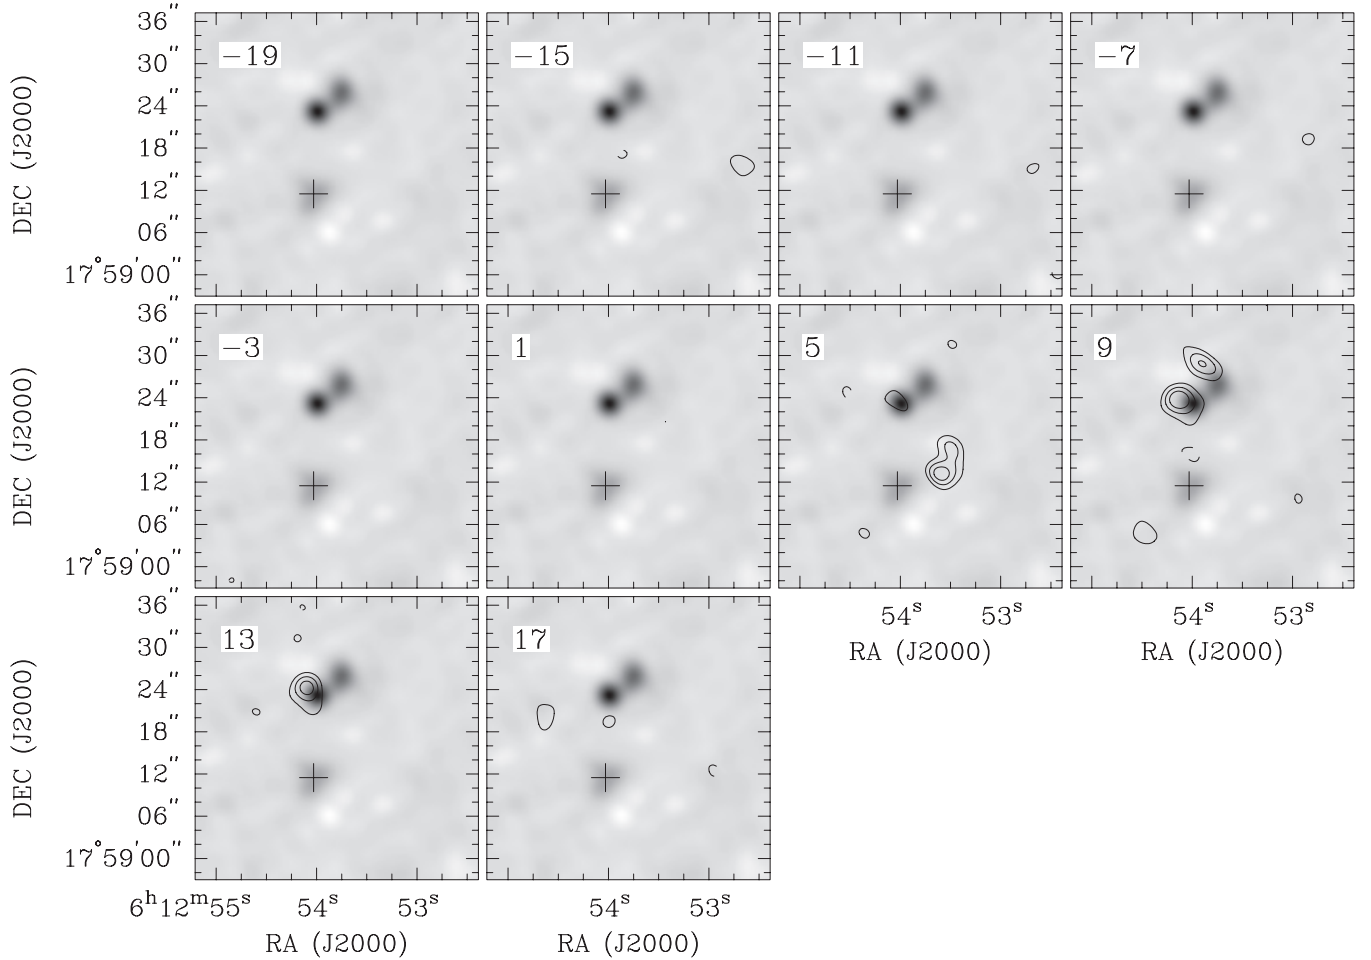 36″
30″
24″
18″
12″
06″
17°59′00″
DEC (J2000)
−19
−15
−11
−7
36″
30″
24″
18″
12″
06″
17°59′00″
DEC (J2000)
−3
1
5
9
54s 53s
RA (J2000)
54s 53s
RA (J2000)
36″
30″
24″
18″
12″
06″
17°59′00″
DEC (J2000)
13
17
6h12m55s 54s 53s
RA (J2000)
54s 53s
RA (J2000)